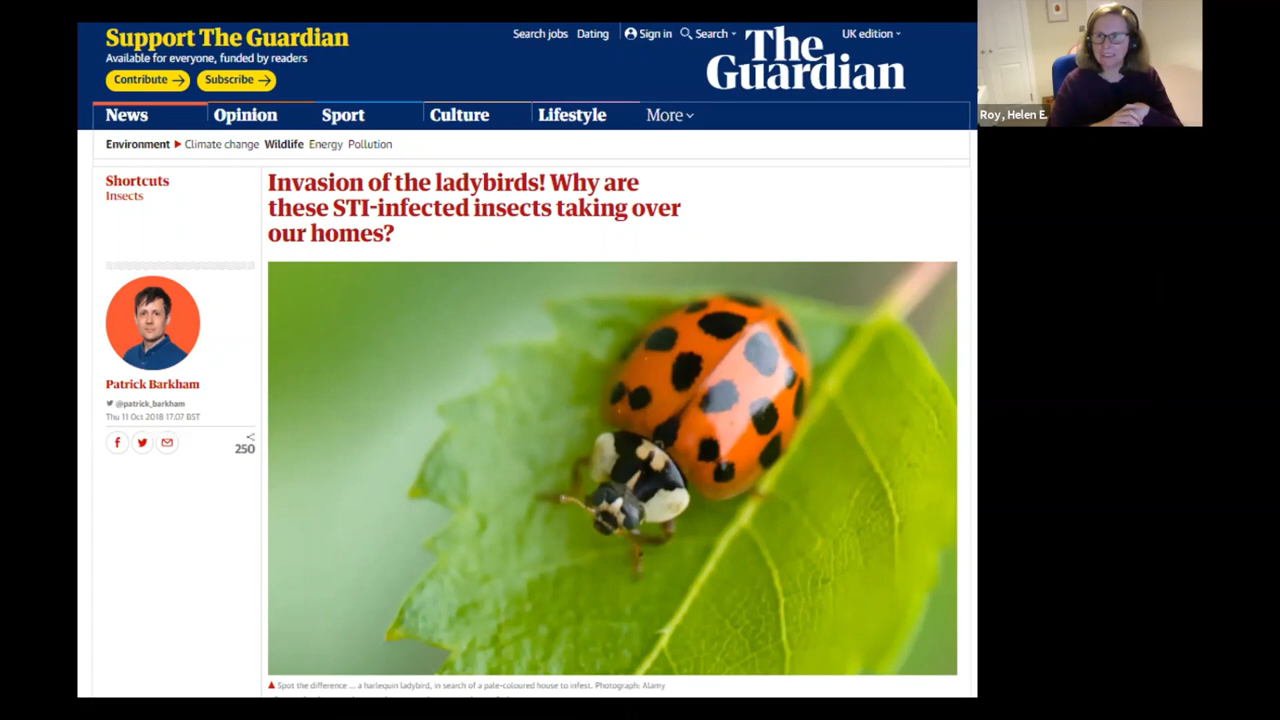 Support The Guardian
Available for everyone, funded by readers
Contribute →
Subscribe →
Search jobs Dating Sign in Search UK edition
The
Guardian
News Opinion Sport Culture Lifestyle More
Environment Climate change Wildlife Energy Pollution
Shortcuts
Insects
Invasion of the ladybirds! Why are
these STI-infected insects taking over
our homes?
Patrick Barkham
@patrick_barkham
Thu 11 Oct 2018 17.07 BST
250
Spot the difference ... a harlequin ladybird, in search of a pale-coloured house to infest. Photograph: Alamy
Roy, Helen E.